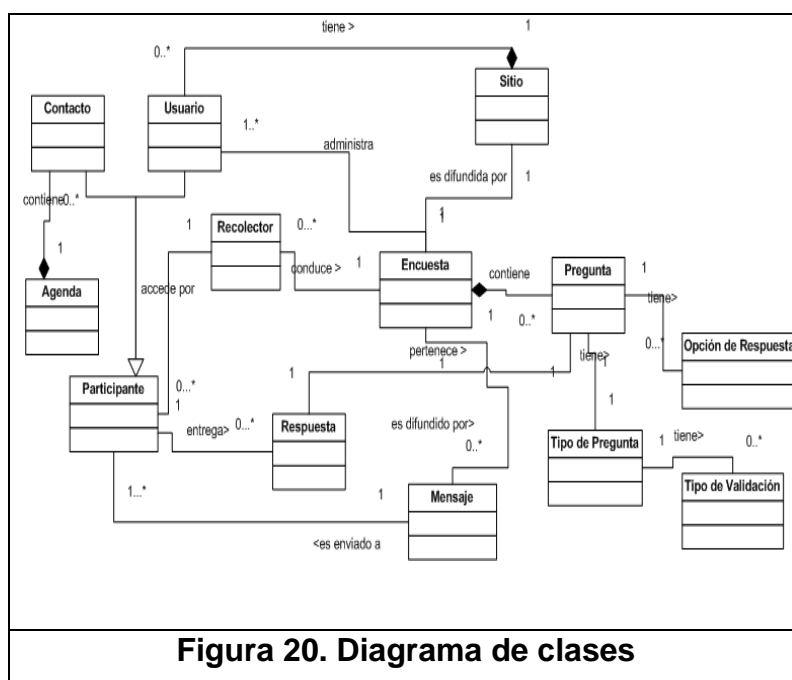 tiene >
1
0..*
Sitio
Contacto
Usuario
1..*
administra
es difundida por
1
contiene
0..*
1
Recolector
0...*
1
1
1
Encuesta
contiene
Pregunta
1
conduce >
1
tiene>
Agenda
accede por
1
0..*
0...*
Opción de Respuesta
pertenece >
tiene>
1
1
1
1
Participante
0...*
1
1
entrega>
0...*
Respuesta
es difundido por>
0..*
Tipo de Pregunta
1
tiene>
0..*
Tipo de Validación
1...*
1
Mensaje
<es enviado a
Figura 20. Diagrama de clases